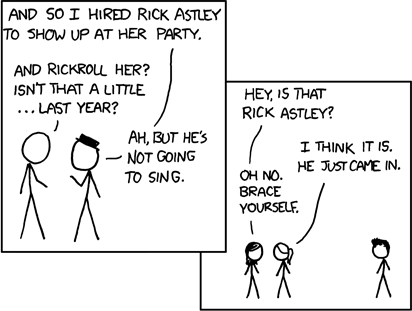 AND SO I HIRED RICK ASTLEY
TO SHOW UP AT HER PARTY.
AND RICKROLL HER?
ISN'T THAT A LITTLE
...LAST YEAR?
AH, BUT HE'S
NOT GOING
TO SING.
HEY, IS THAT
RICK ASTLEY?
I THINK IT IS.
HE JUST CAME IN.
OH NO.
BRACE
YOURSELF.